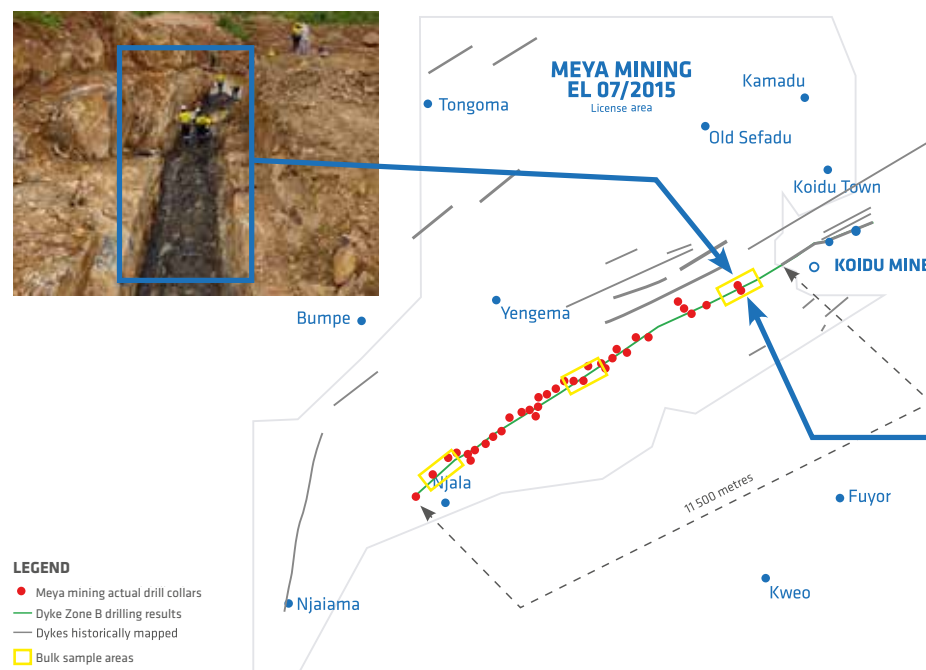 MEYA MINING
EL 07/2015
License area
Kamadu
Tongoma
Old Sefadu
Koidu Town
KOIDU MINE
Yengema
Bumpe
Njala
11 500 metres
Fuyor
Kweo
Njaiama
LEGEND
Meya mining actual drill collars
Dyke Zone B drilling results
Dykes historically mapped
Bulk sample areas